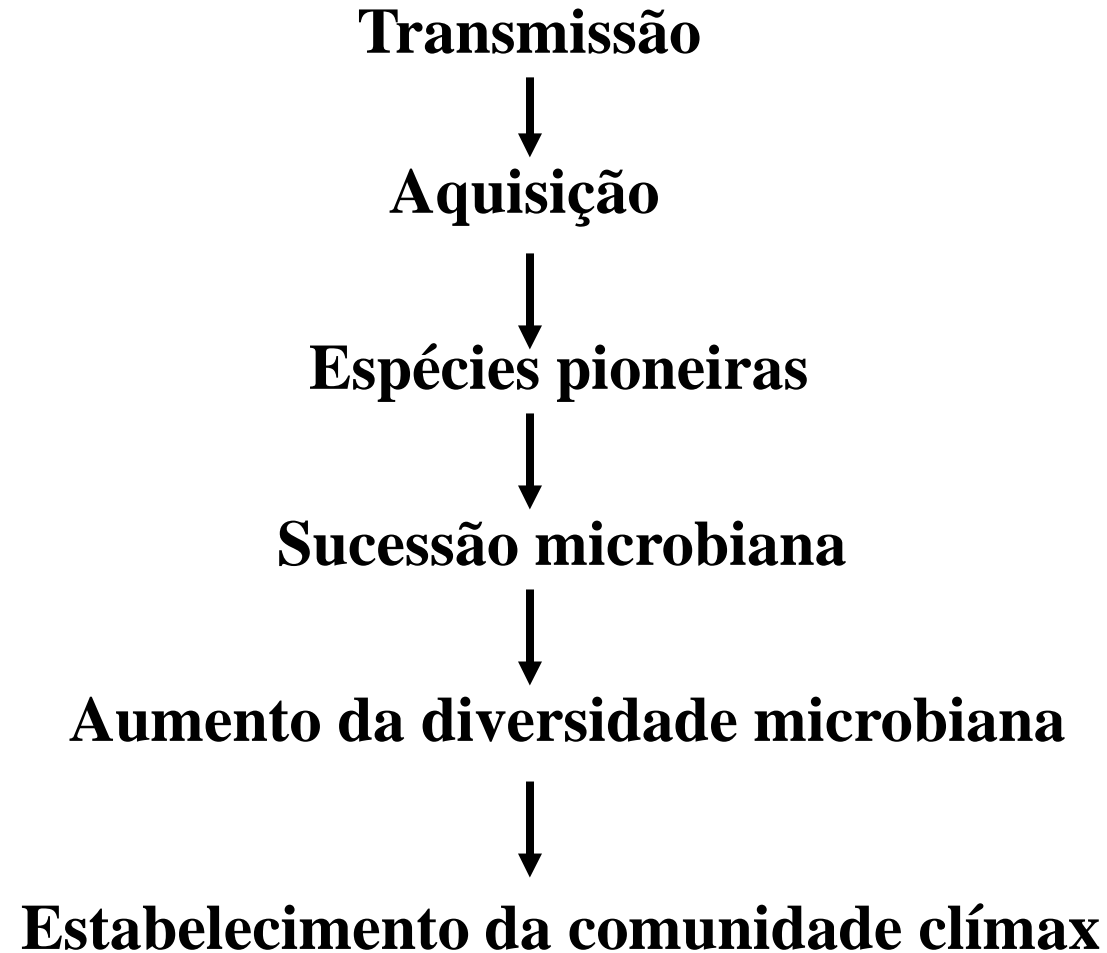 Transmissão
Aquisição
Espécies pioneiras
Sucessão microbiana
Aumento da diversidade microbiana
Estabelecimento da comunidade clímax